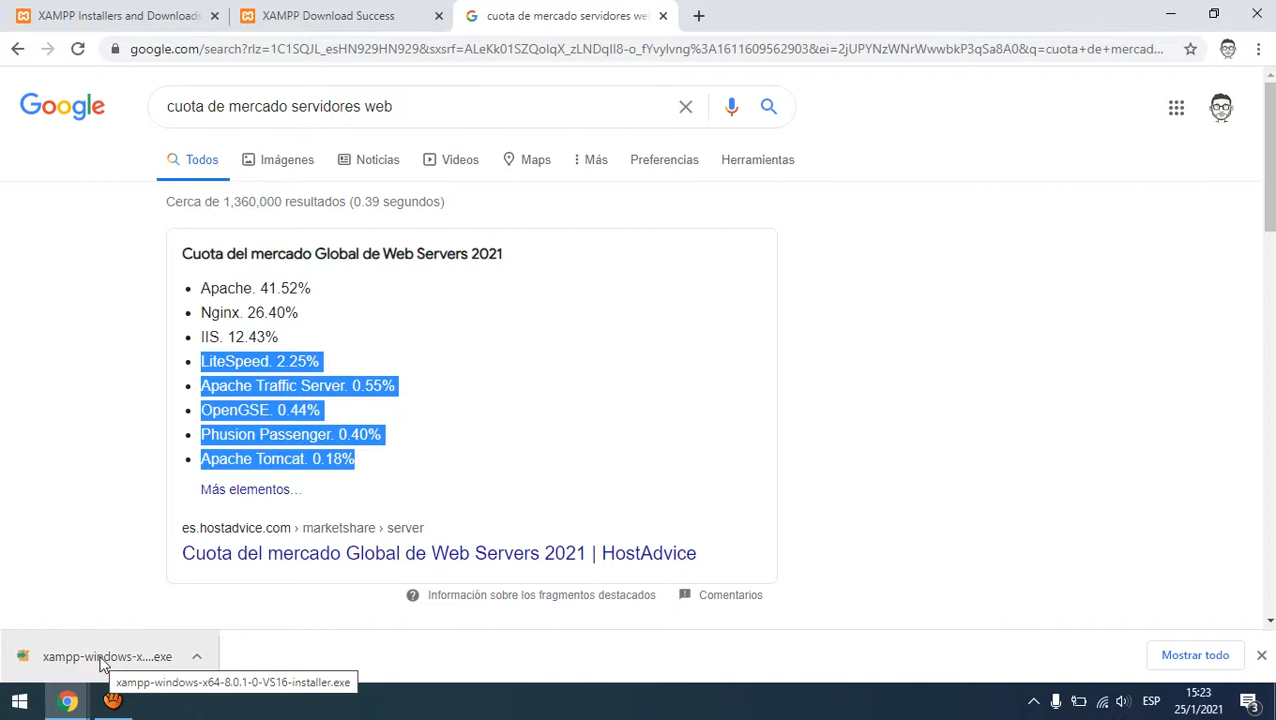 XAMPP Installers and Downloads
XAMPP Download Success
cuota de mercado servidores we
google.com/search?rlz=1C1SQJL_esHN929HN929&sxsrf=ALeKk01SZQoIqX_zLNDqII8-o_fYvylvng%3A1611609562903&ei=2jUPYNzWNrWwwbkP3qSa8A0&q=cuota+de+mercad...
Google
cuota de mercado servidores web
Todos
Imágenes
Noticias
Videos
Maps
Más
Preferencias
Herramientas
Cerca de 1,360,000 resultados (0.39 segundos)
Cuota del mercado Global de Web Servers 2021
Apache. 41.52%
Nginx. 26.40%
IIS. 12.43%
LiteSpeed. 2.25%
Apache Traffic Server. 0.55%
OpenGSE. 0.44%
Phusion Passenger. 0.40%
Apache Tomcat. 0.18%
Más elementos...
es.hostadvice.com › marketshare › server
Cuota del mercado Global de Web Servers 2021 | HostAdvice
Información sobre los fragmentos destacados
Comentarios
xampp-windows-x....exe
Mostrar todo
xampp-windows-x64-8.0.1-0-VS16-installer.exe
ESP
15:23
25/1/2021
3